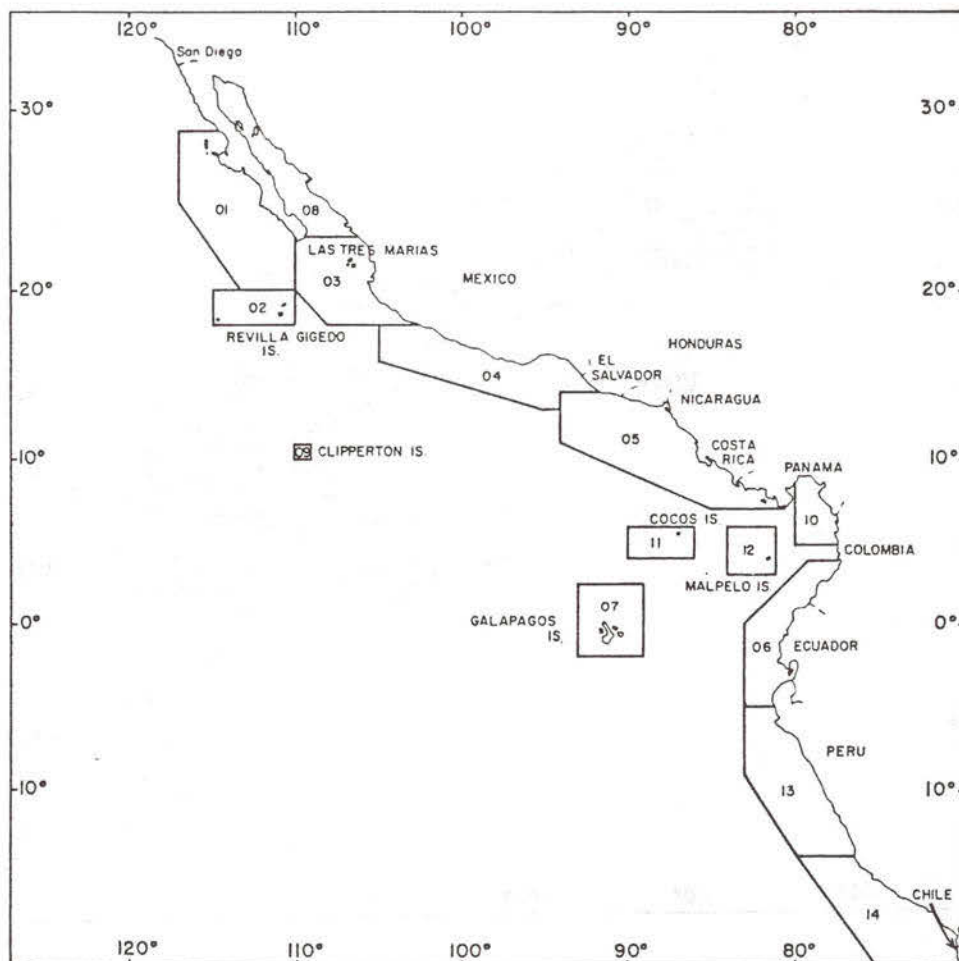 120°
110°
100°
90°
80°
San Diego
30°
30°
01
08
LAS TRES MARIAS
03
MEXICO
20°
20°
02
REVILLA GIGEDO
IS.
HONDURAS
EL
SALVADOR
04
NICARAGUA
05
COSTA
RICA
10°
09
CLIPPERTON IS.
10°
PANAMA
10
COCOS IS
11
12
COLOMBIA
MALPELO IS.
07
GALAPAGOS
IS.
0°
0°
06
ECUADOR
PERU
10°
13
10°
CHILE
14
120°
110°
100°
90°
80°